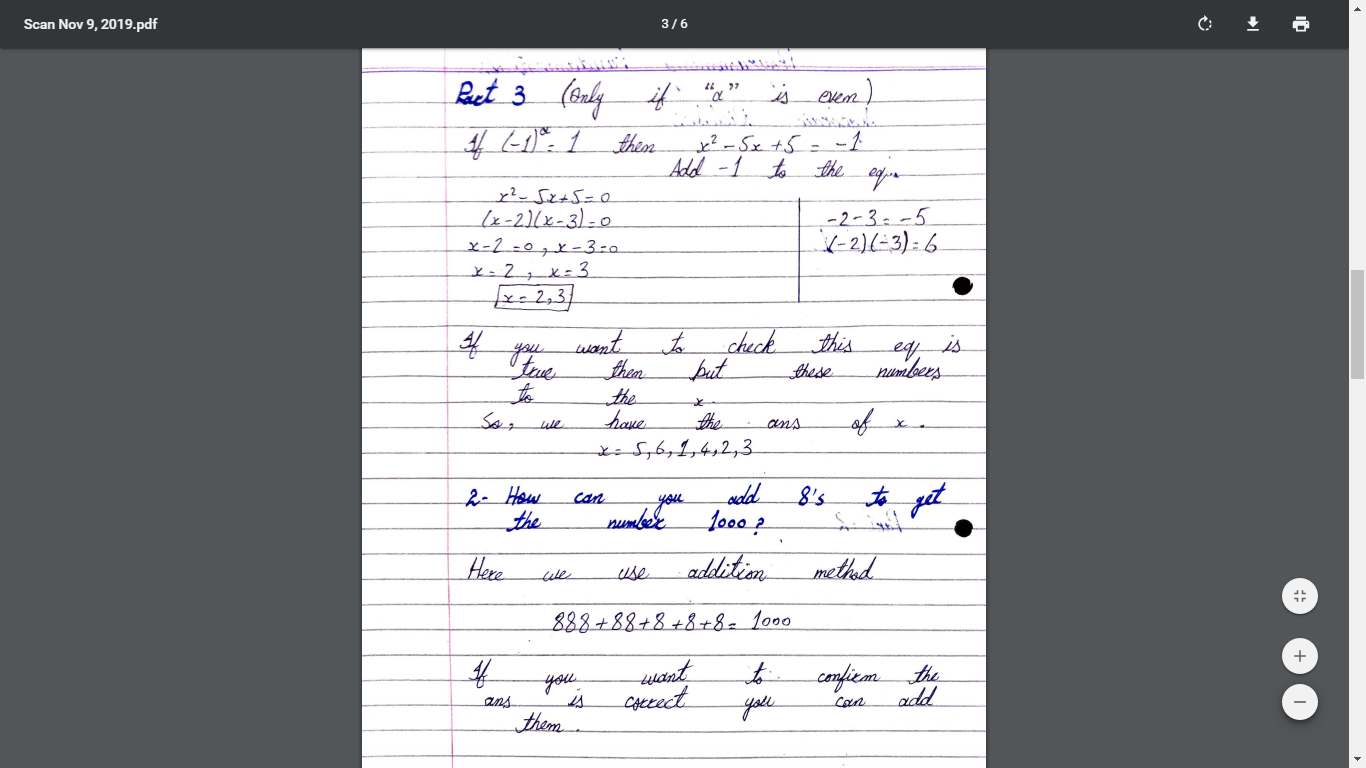 Scan Nov 9, 2019.pdf
3 / 6
Part 3 (Only if "a" is even)
If (-1)ᵅ = 1 then x² - 5x + 5 = -1
Add -1 to the eq.
x² - 5x + 5 = 0
(x-2)(x-3) = 0
x-2 = 0 , x-3 = 0
x = 2 , x = 3
x = 2,3
-2-3 = -5
(-2)(-3) = 6
If you want to check this eq is
true then but these numbers
to the x.
So, we have the ans of x.
x = 5,6,1,4,2,3
2- How can you add 8's to get
the number 1000?
Here we use addition method
888+88+8+8+8= 1000
If you want to confirm the
ans is correct you can add
them.